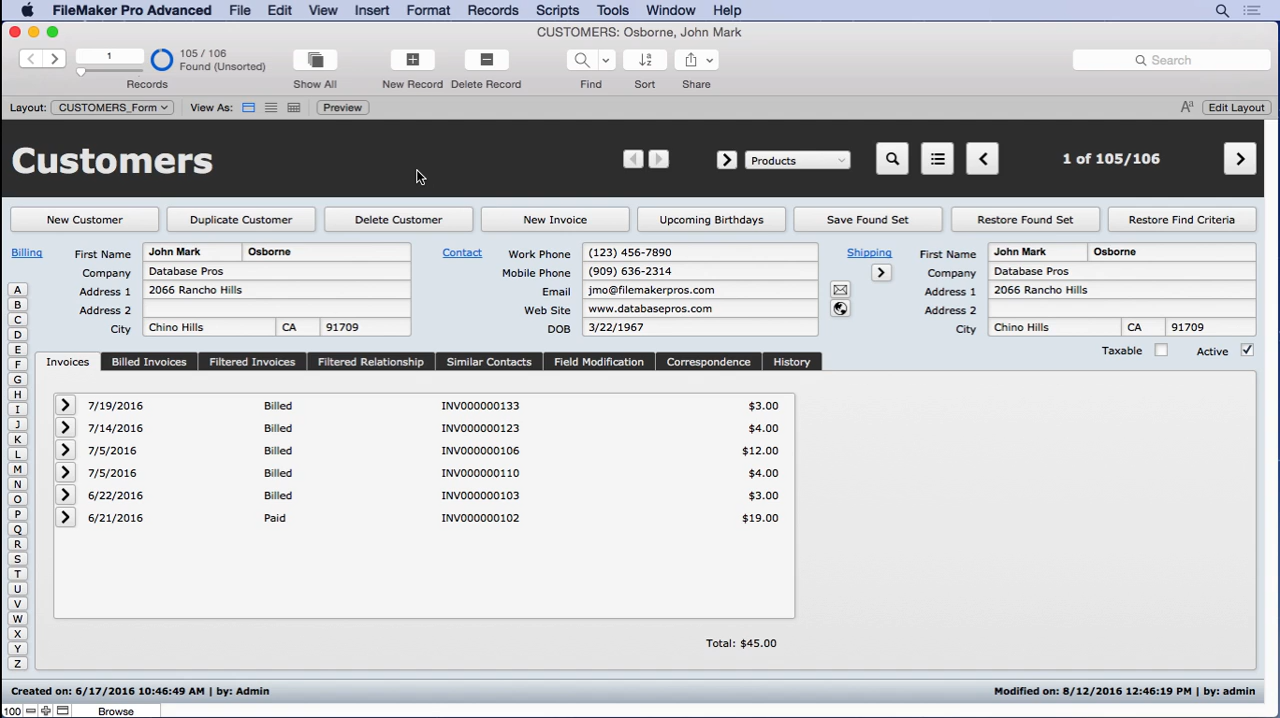 FileMaker Pro Advanced File Edit View Insert Format Records Scripts Tools Window Help
CUSTOMERS: Osborne, John Mark
1 105 / 106 Found (Unsorted)
Search
Records Show All New Record Delete Record Find Sort Share
Layout: CUSTOMERS_Form View As: Preview Edit Layout
Customers Products 1 of 105/106
New Customer Duplicate Customer Delete Customer New Invoice Upcoming Birthdays Save Found Set Restore Found Set Restore Find Criteria
Billing First Name John Mark Osborne Contact Work Phone (123) 456-7890 Shipping First Name John Mark Osborne
Company Database Pros Mobile Phone (909) 636-2314 Company Database Pros
Address 1 2066 Rancho Hills Email jmo@filemakerpros.com Address 1 2066 Rancho Hills
Address 2 Web Site www.databasepros.com Address 2
City Chino Hills CA 91709 DOB 3/22/1967 City Chino Hills CA 91709
Taxable Active
Invoices Billed Invoices Filtered Invoices Filtered Relationship Similar Contacts Field Modification Correspondence History
A
B
C
D
E
F
G
H
I
J
K
L
M
N
O
P
Q
R
S
T
U
V
W
X
Y
Z
7/19/2016 Billed INV000000133 $3.00
7/14/2016 Billed INV000000123 $4.00
7/5/2016 Billed INV000000106 $12.00
7/5/2016 Billed INV000000110 $4.00
6/22/2016 Billed INV000000103 $3.00
6/21/2016 Paid INV000000102 $19.00
Total: $45.00
Created on: 6/17/2016 10:46:49 AM | by: Admin Modified on: 8/12/2016 12:46:19 PM | by: admin
100 Browse